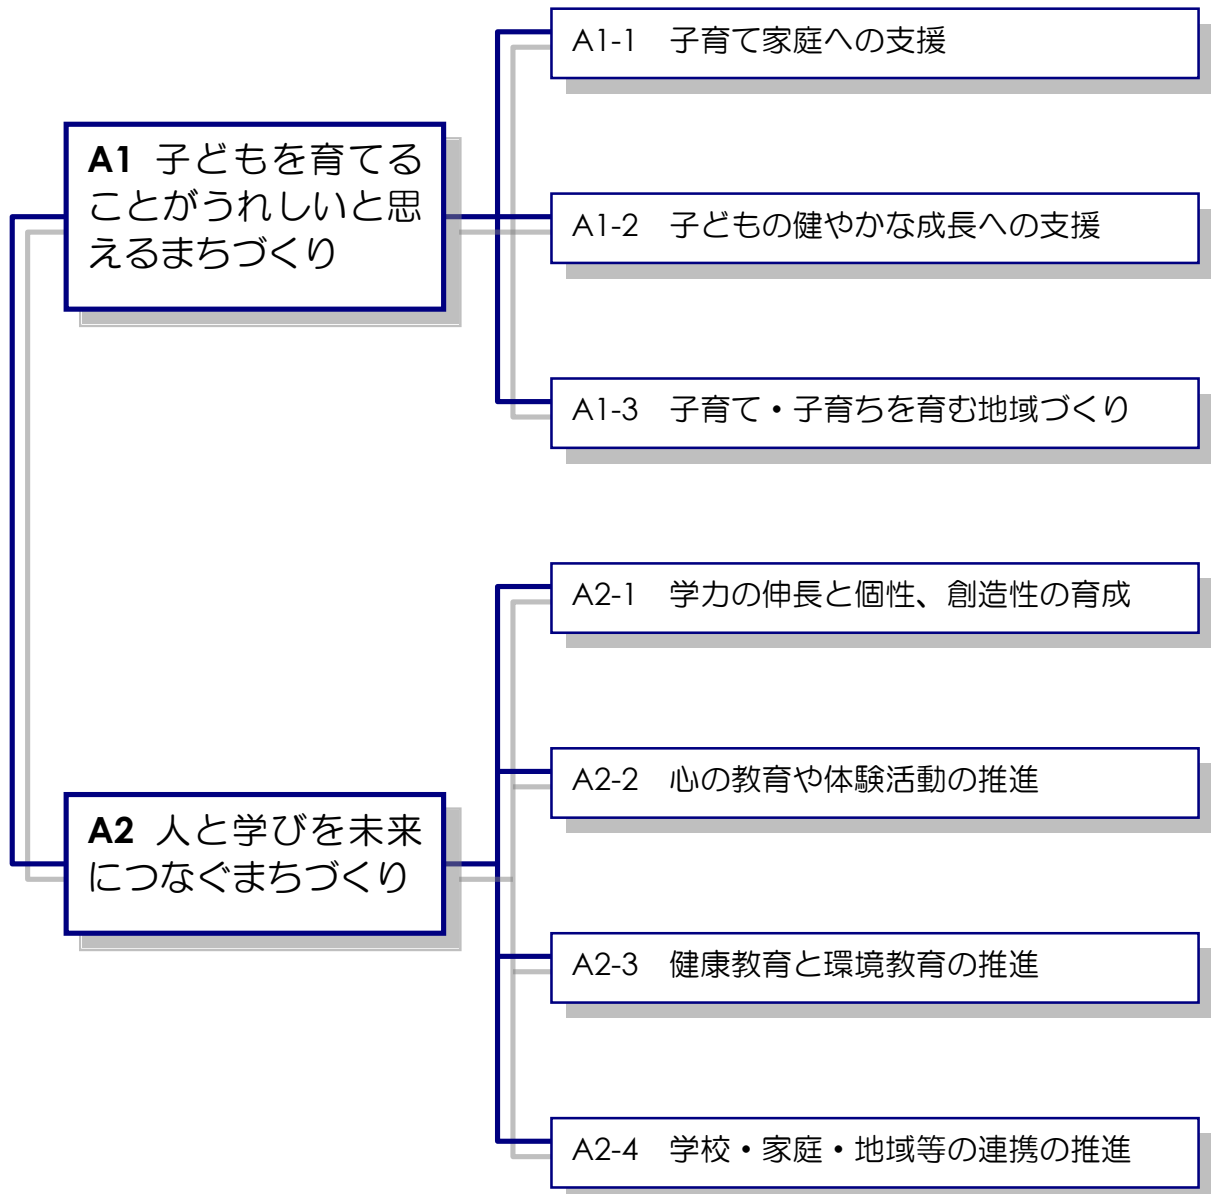 A1 子どもを育てる
ことがうれしいと思
えるまちづくり
A1-1 子育て家庭への支援
A1-2 子どもの健やかな成長への支援
A1-3 子育て・子育ちを育む地域づくり
A2 人と学びを未来
につなぐまちづくり
A2-1 学力の伸長と個性、創造性の育成
A2-2 心の教育や体験活動の推進
A2-3 健康教育と環境教育の推進
A2-4 学校・家庭・地域等の連携の推進